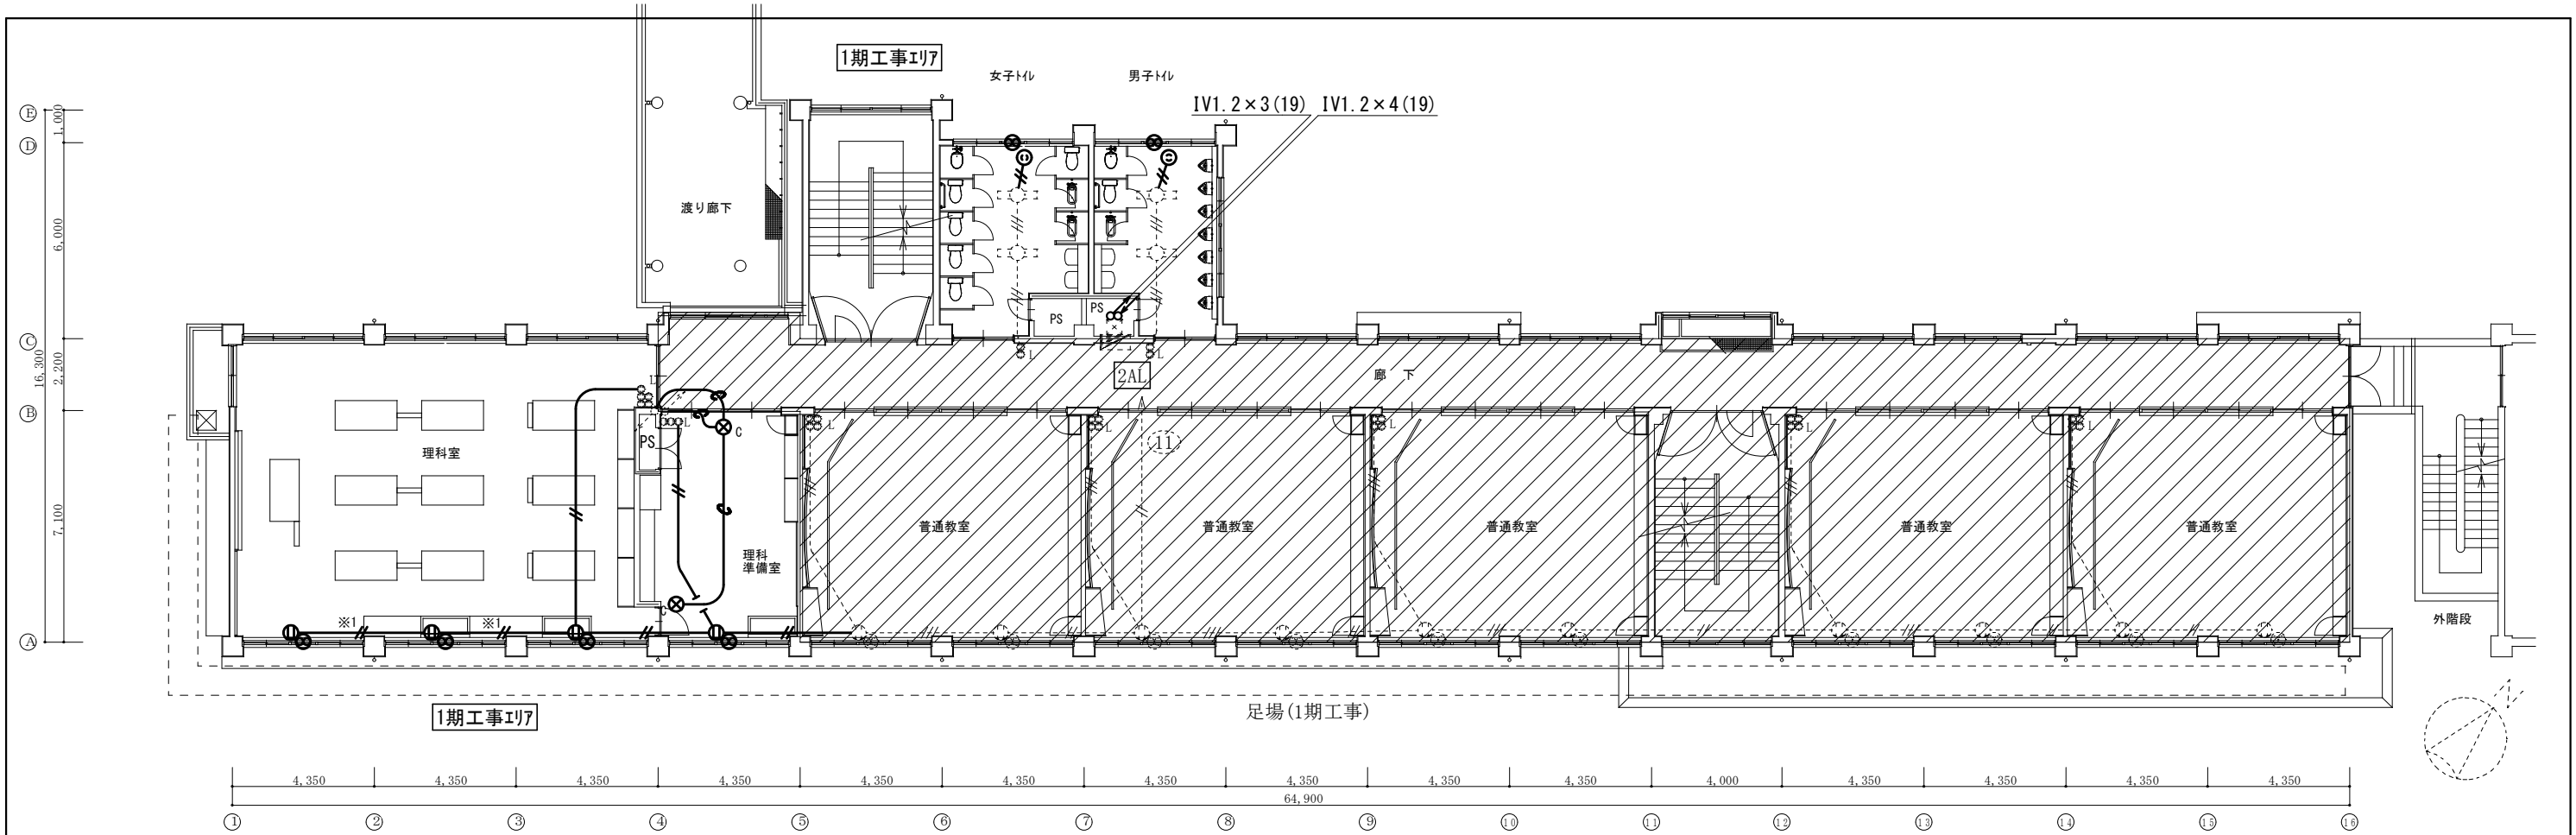 1期工事ｴﾘｱ
女子ﾄｲﾚ
男子ﾄｲﾚ
IV1.2×3(19) IV1.2×4(19)
E
D
C
B
A
1,000
6,000
16,300
2,200
7,100
渡り廊下
PS
PS
L
L
2AL
廊 下
L
L
PS
C
C
理科室
理科
準備室
L
L
L
L
L
11
普通教室
普通教室
普通教室
普通教室
普通教室
※1
※1
外階段
1期工事ｴﾘｱ
足場(1期工事)
4,350 4,350 4,350 4,350 4,350 4,350 4,350 4,350 4,350 4,350 4,000 4,350 4,350 4,350 4,350
64,900
1 2 3 4 5 6 7 8 9 10 11 12 13 14 15 16